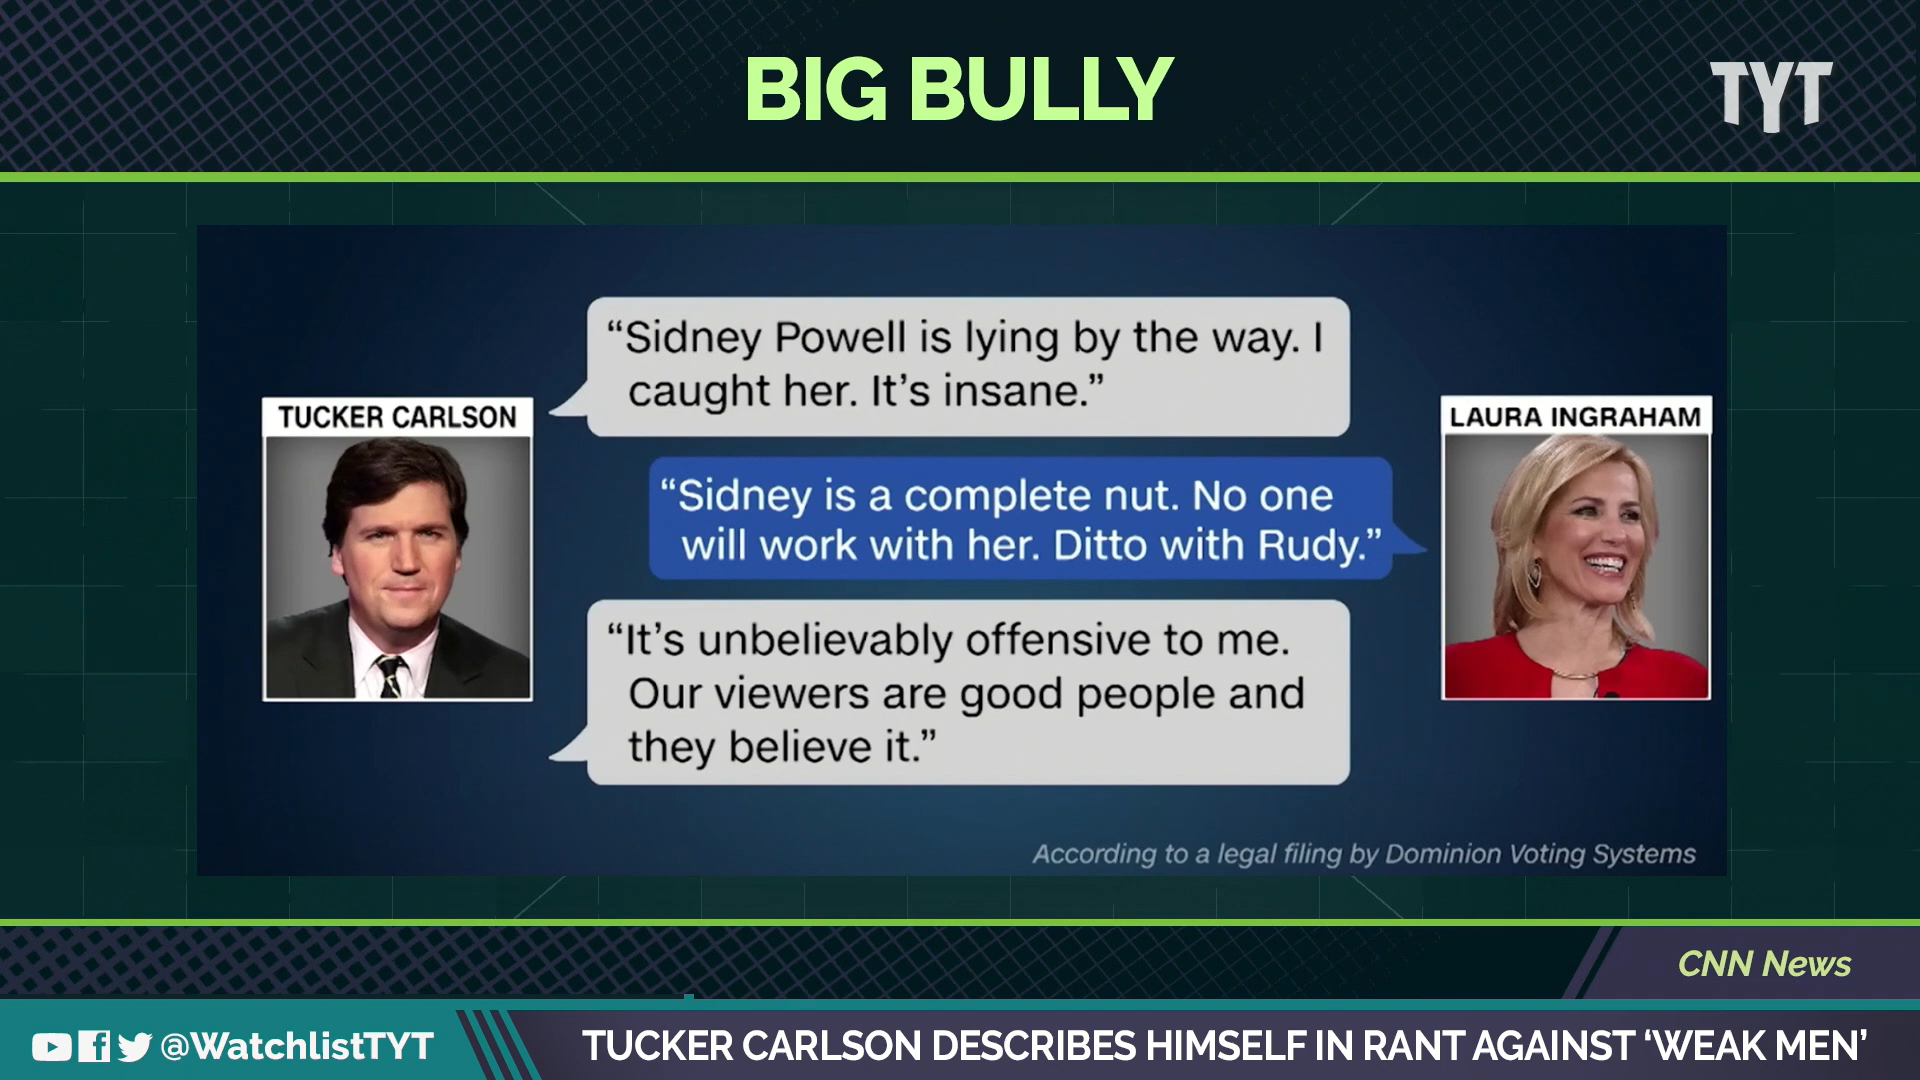 BIG BULLY
TYT
“Sidney Powell is lying by the way. I
caught her. It’s insane.”
TUCKER CARLSON
LAURA INGRAHAM
“Sidney is a complete nut. No one
will work with her. Ditto with Rudy.”
“It’s unbelievably offensive to me.
Our viewers are good people and
they believe it.”
According to a legal filing by Dominion Voting Systems
CNN News
@WatchlistTYT
TUCKER CARLSON DESCRIBES HIMSELF IN RANT AGAINST ‘WEAK MEN’